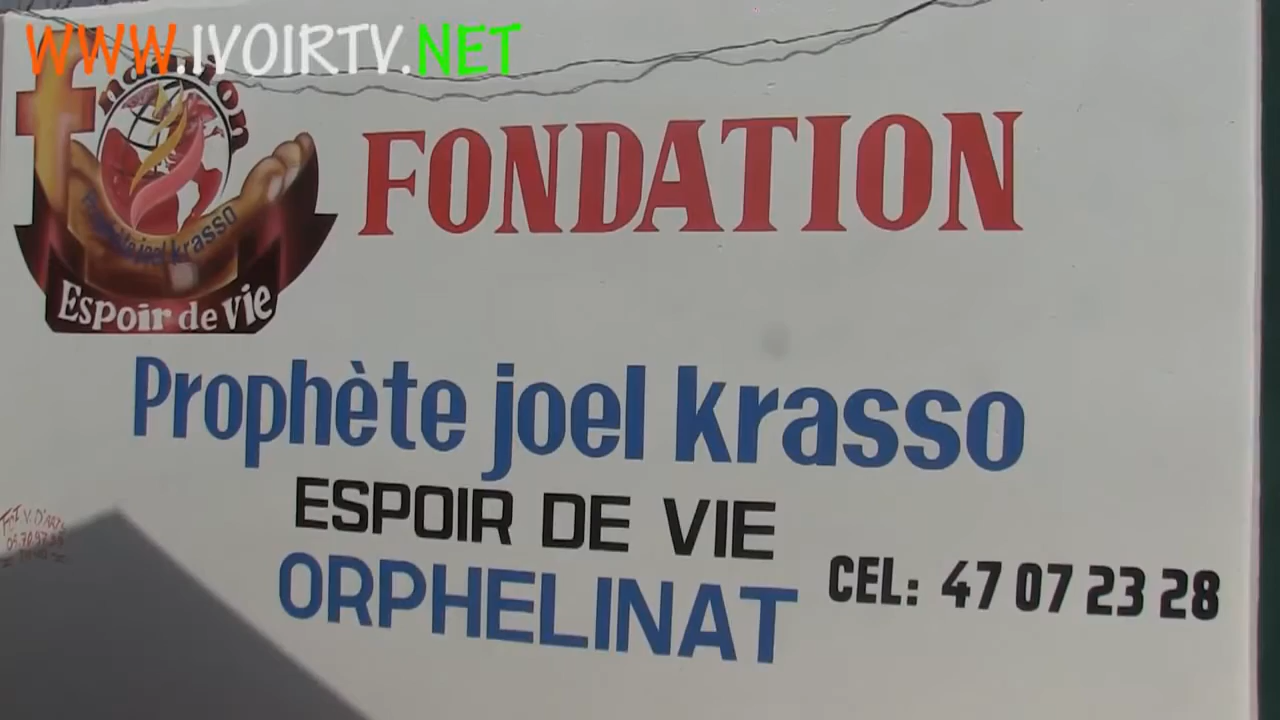 WWW.IVOIRTV.NET
FONDATION
Espoir de Vie
Prophète joel krasso
ESPOIR DE VIE
ORPHELINAT
CEL: 47 07 23 28